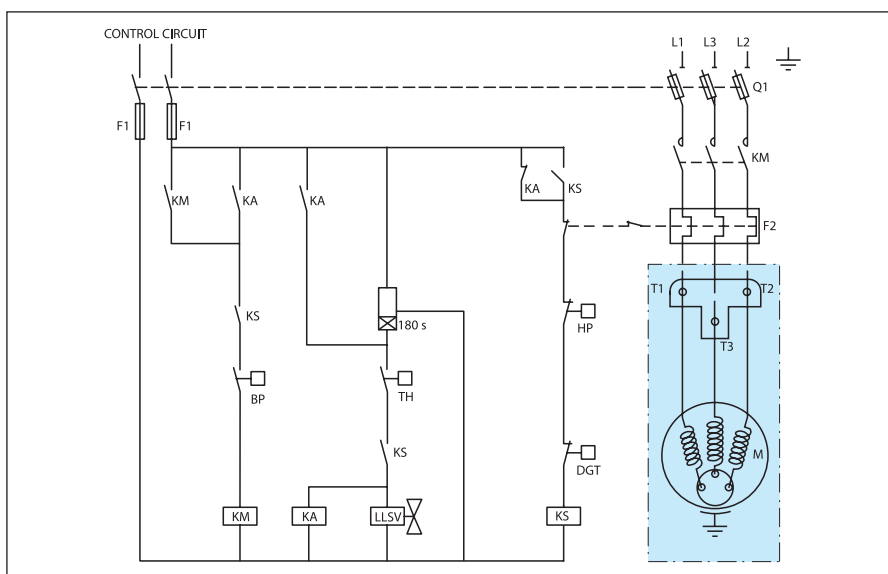 CONTROL CIRCUIT
L1 L3 L2
Q1
F1 F1
KM
KM KA KA KA KS
F2
T1 T2
KS 180 s HP
T3
BP TH
KS DGT M
KM KA LLSV KS